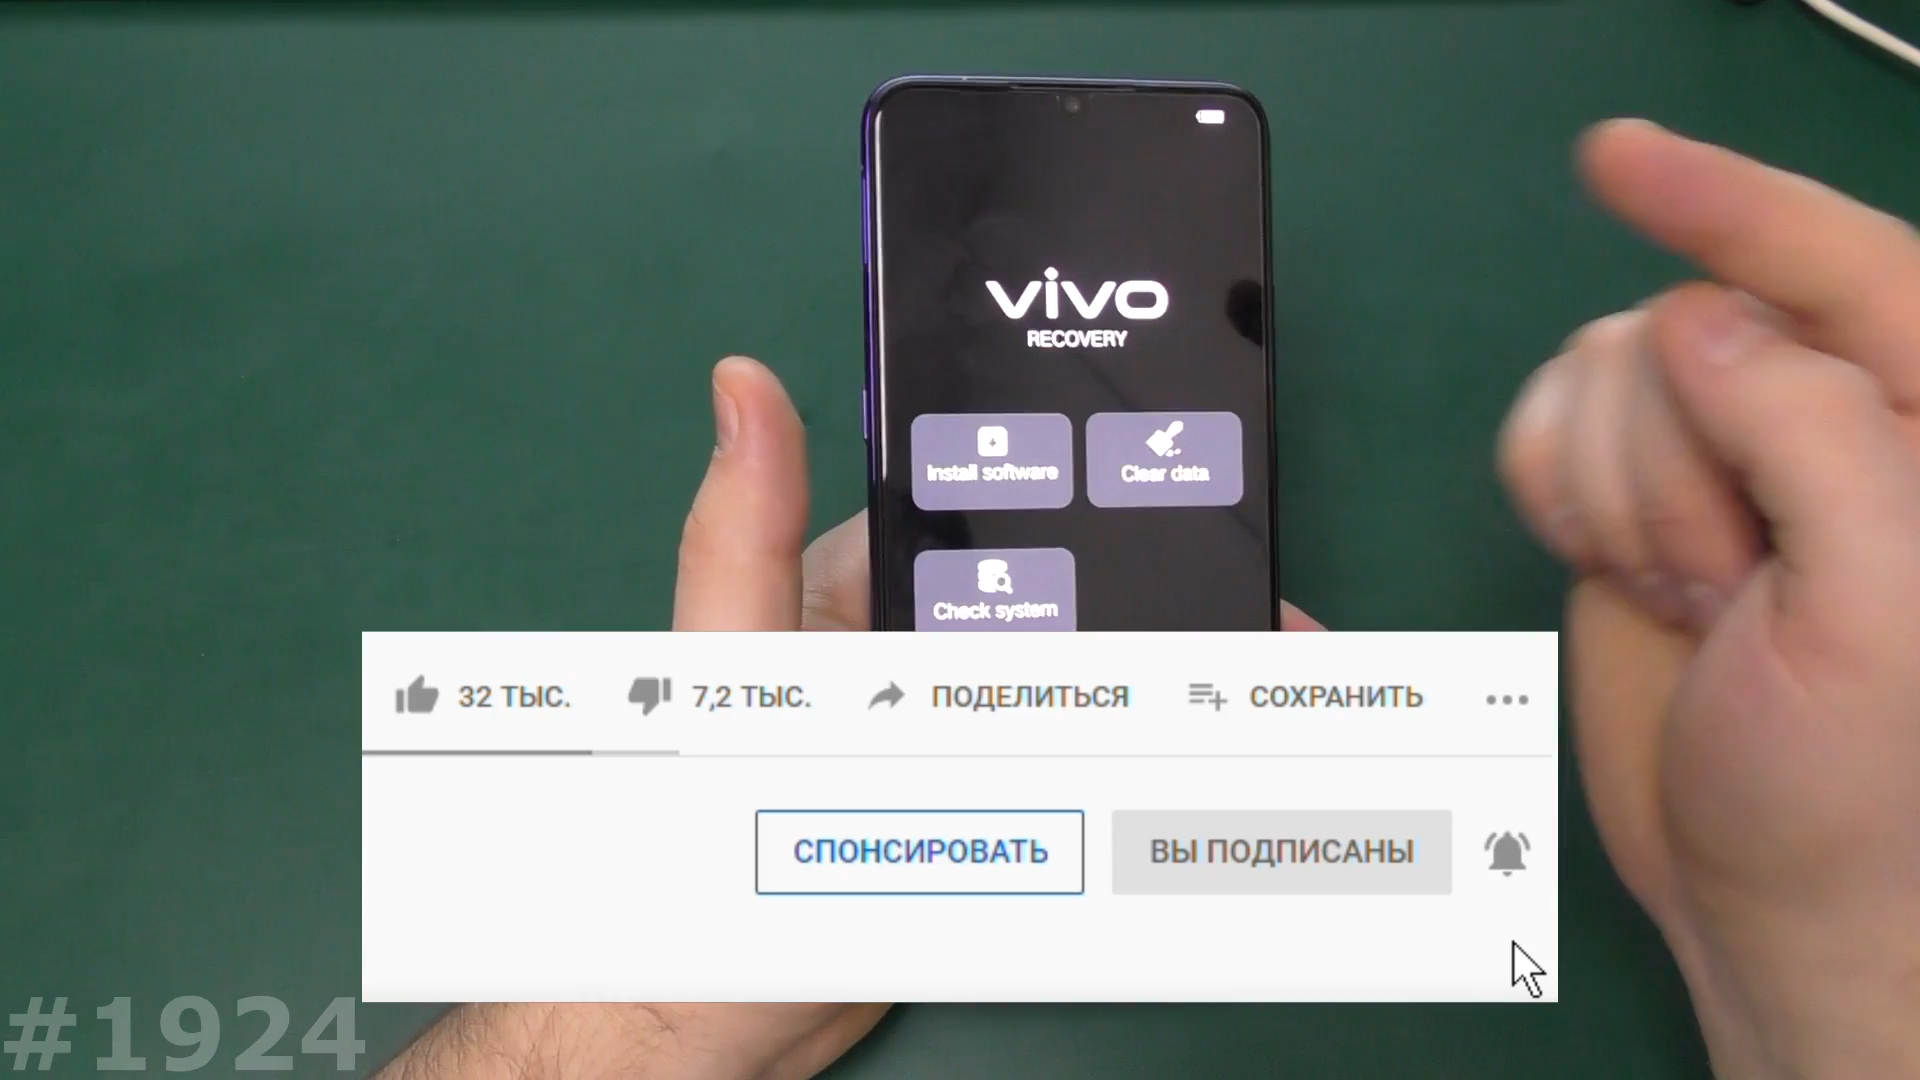 vivo
RECOVERY
Install software
Clear data
Check system
32 ТЫС.
7,2 ТЫС.
ПОДЕЛИТЬСЯ
СОХРАНИТЬ
СПОНСИРОВАТЬ
ВЫ ПОДПИСАНЫ
#1924